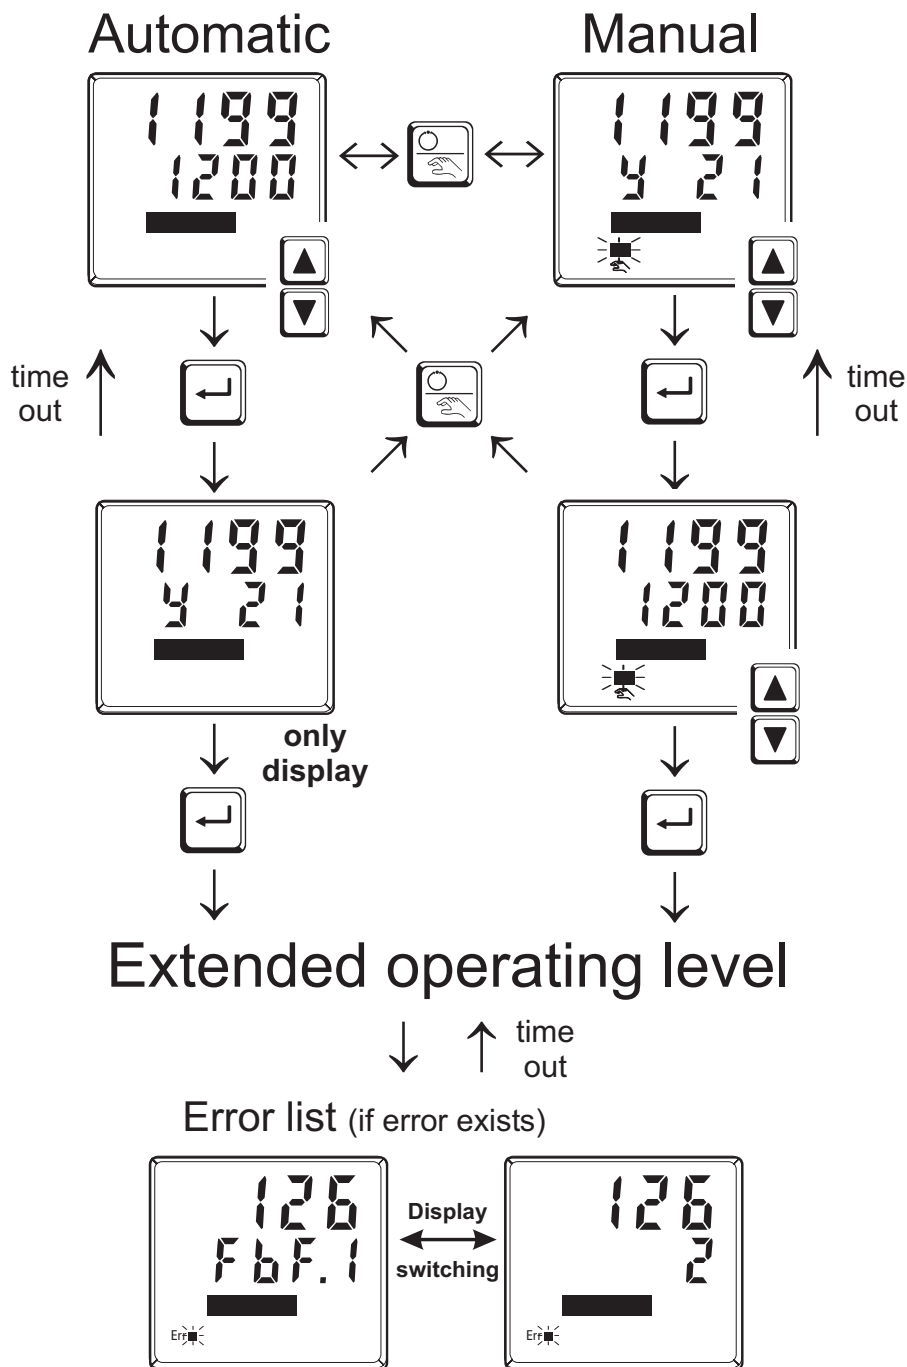 Automatic
Manual
1199
1200
1199
y 21
time
out
time
out
1199
y 21
1199
1200
only
display
Extended operating level
time
out
Error list (if error exists)
126
FbF.1
Display
switching
126
2
Err
Err